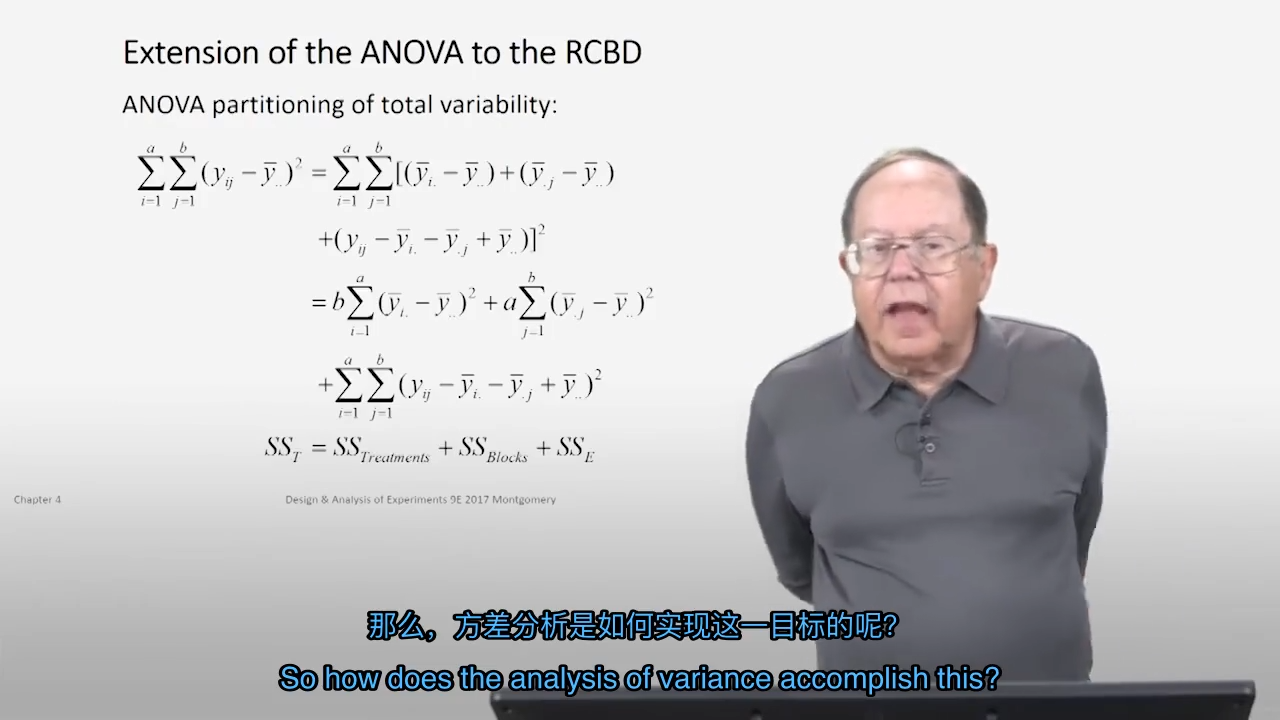 Extension of the ANOVA to the RCBD
ANOVA partitioning of total variability:
$\sum_{i=1}^{a}\sum_{j=1}^{b}(y_{ij}-\bar{y}_{..})^2 = \sum_{i=1}^{a}\sum_{j=1}^{b}[(\bar{y}_{i.}-\bar{y}_{..})+(\bar{y}_{.j}-\bar{y}_{..})$
$+(y_{ij}-\bar{y}_{i.}-\bar{y}_{.j}+\bar{y}_{..})]^2$
$= b\sum_{i=1}^{a}(\bar{y}_{i.}-\bar{y}_{..})^2 + a\sum_{j=1}^{b}(\bar{y}_{.j}-\bar{y}_{..})^2$
$+\sum_{i=1}^{a}\sum_{j=1}^{b}(y_{ij}-\bar{y}_{i.}-\bar{y}_{.j}+\bar{y}_{..})^2$
$SS_T = SS_{Treatments} + SS_{Blocks} + SS_E$
Chapter 4
Design & Analysis of Experiments 9E 2017 Montgomery
那么，方差分析是如何实现这一目标的呢？
So how does the analysis of variance accomplish this?